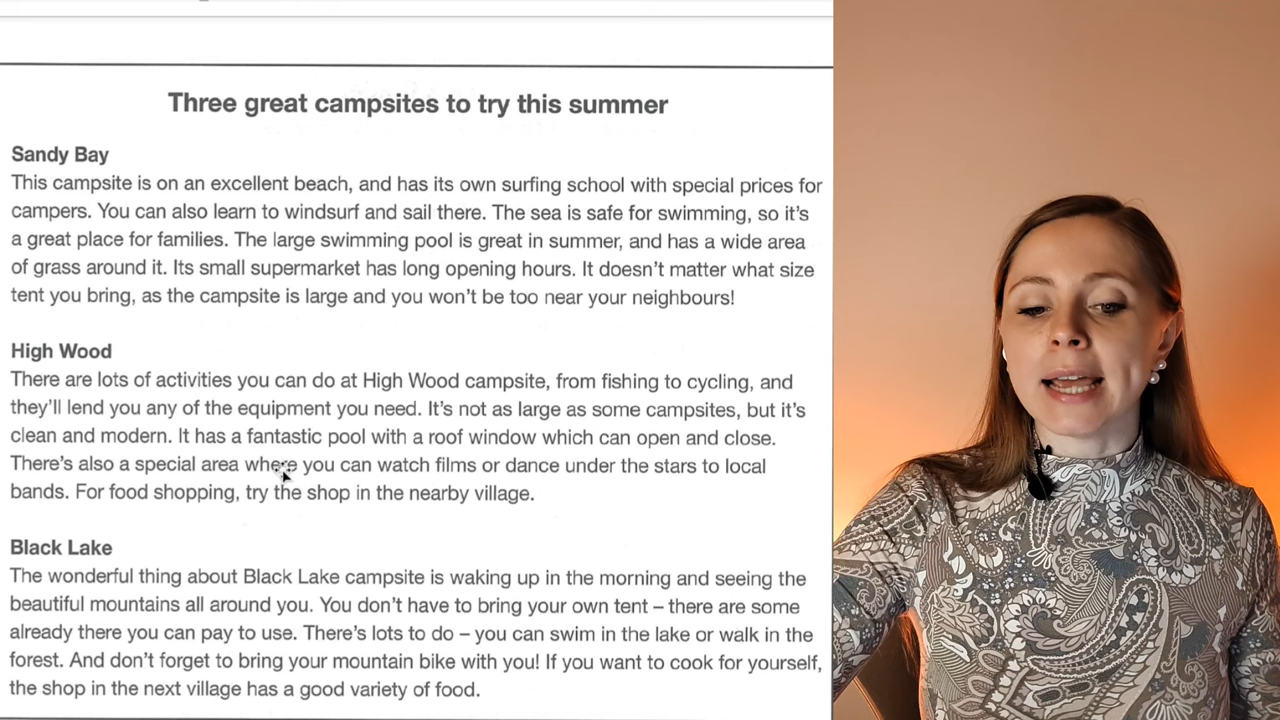 Three great campsites to try this summer
Sandy Bay
This campsite is on an excellent beach, and has its own surfing school with special prices for
campers. You can also learn to windsurf and sail there. The sea is safe for swimming, so it's
a great place for families. The large swimming pool is great in summer, and has a wide area
of grass around it. Its small supermarket has long opening hours. It doesn't matter what size
tent you bring, as the campsite is large and you won't be too near your neighbours!
High Wood
There are lots of activities you can do at High Wood campsite, from fishing to cycling, and
they'll lend you any of the equipment you need. It's not as large as some campsites, but it's
clean and modern. It has a fantastic pool with a roof window which can open and close.
There's also a special area where you can watch films or dance under the stars to local
bands. For food shopping, try the shop in the nearby village.
Black Lake
The wonderful thing about Black Lake campsite is waking up in the morning and seeing the
beautiful mountains all around you. You don't have to bring your own tent – there are some
already there you can pay to use. There's lots to do – you can swim in the lake or walk in the
forest. And don't forget to bring your mountain bike with you! If you want to cook for yourself,
the shop in the next village has a good variety of food.